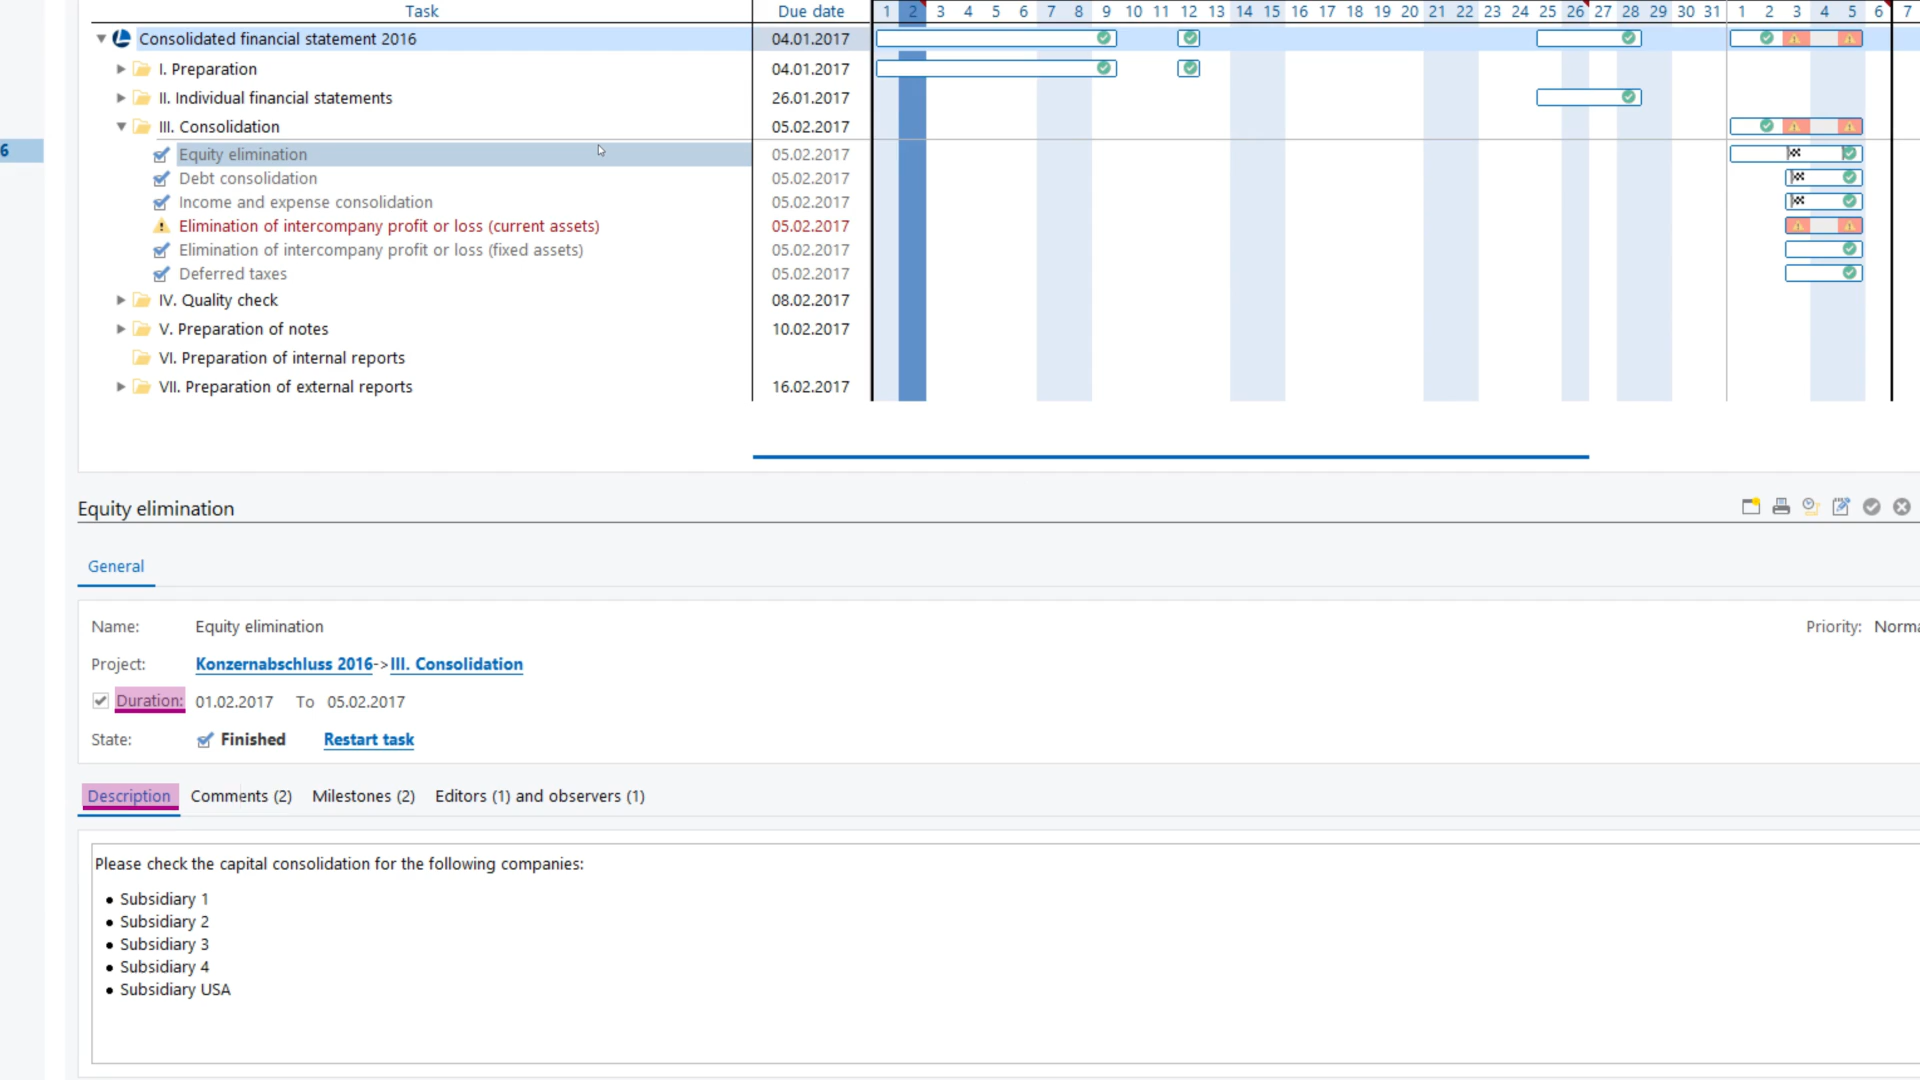 Task Due date 1 2 3 4 5 6 7 8 9 10 11 12 13 14 15 16 17 18 19 20 21 22 23 24 25 26 27 28 29 30 31 1 2 3 4 5 6 7
Consolidated financial statement 2016 04.01.2017
I. Preparation 04.01.2017
II. Individual financial statements 26.01.2017
III. Consolidation 05.02.2017
6
Equity elimination 05.02.2017
Debt consolidation 05.02.2017
Income and expense consolidation 05.02.2017
Elimination of intercompany profit or loss (current assets) 05.02.2017
Elimination of intercompany profit or loss (fixed assets) 05.02.2017
Deferred taxes 05.02.2017
IV. Quality check 08.02.2017
V. Preparation of notes 10.02.2017
VI. Preparation of internal reports
VII. Preparation of external reports 16.02.2017
Equity elimination
General
Name: Equity elimination Priority: Norma
Project: Konzernabschluss 2016->III. Consolidation
Duration: 01.02.2017 To 05.02.2017
State: Finished Restart task
Description Comments (2) Milestones (2) Editors (1) and observers (1)
Please check the capital consolidation for the following companies:
• Subsidiary 1
• Subsidiary 2
• Subsidiary 3
• Subsidiary 4
• Subsidiary USA